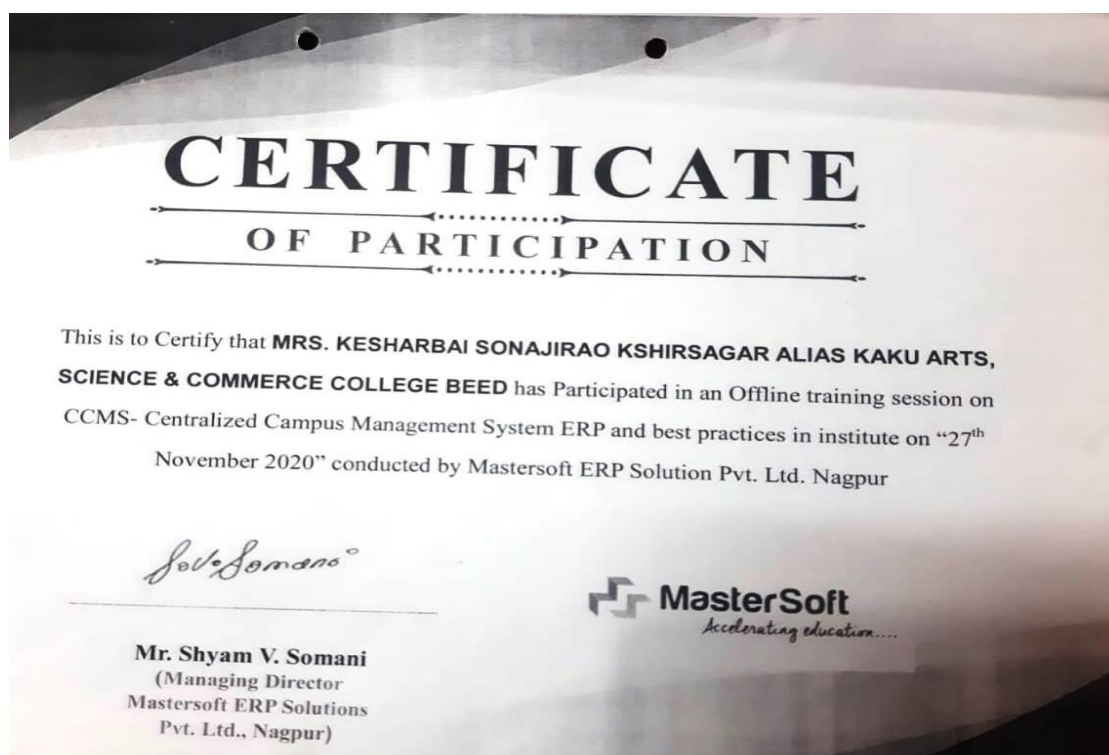 CERTIFICATE
OF PARTICIPATION
This is to Certify that MRS. KESHARBAI SONAJIRAO KSHIRSAGAR ALIAS KAKU ARTS,
SCIENCE & COMMERCE COLLEGE BEED has Participated in an Offline training session on
CCMS- Centralized Campus Management System ERP and best practices in institute on “27th
November 2020” conducted by Mastersoft ERP Solution Pvt. Ltd. Nagpur
MasterSoft
Accelerating education....
Mr. Shyam V. Somani
(Managing Director
Mastersoft ERP Solutions
Pvt. Ltd., Nagpur)